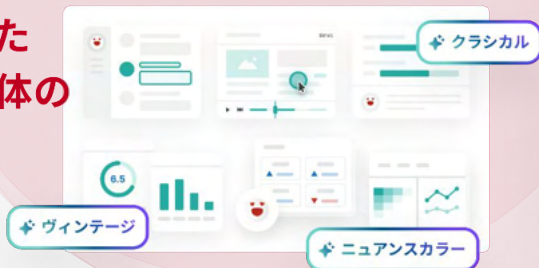 た
体の
クラシカル
6.5
ヴィンテージ
ニュアンスカラー